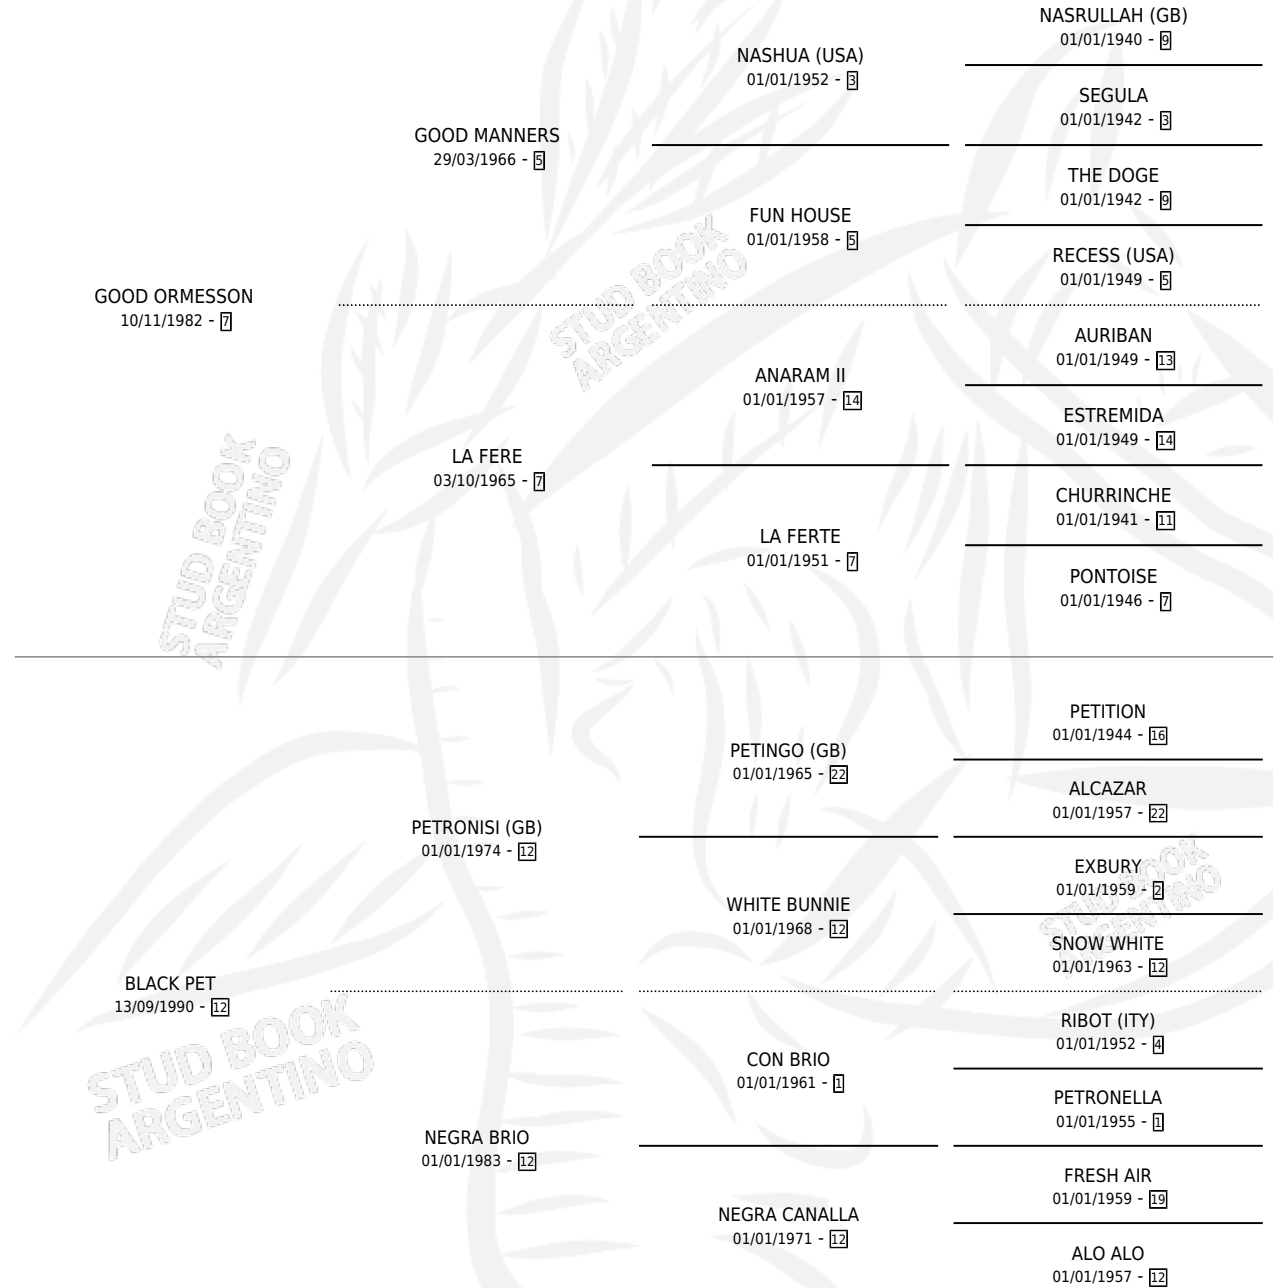 NASRULLAH (GB)
01/01/1940 - 9
NASHUA (USA)
01/01/1952 - 3
SEGULA
01/01/1942 - 3
GOOD MANNERS
29/03/1966 - 5
THE DOGE
01/01/1942 - 9
FUN HOUSE
01/01/1958 - 5
RECESS (USA)
01/01/1949 - 5
GOOD ORMESSON
10/11/1982 - 7
AURIBAN
01/01/1949 - 13
ANARAM II
01/01/1957 - 14
ESTREMIDA
01/01/1949 - 14
LA FERE
03/10/1965 - 7
CHURRINCHE
01/01/1941 - 11
LA FERTE
01/01/1951 - 7
PONTOISE
01/01/1946 - 7
PETITION
01/01/1944 - 16
PETINGO (GB)
01/01/1965 - 22
ALCAZAR
01/01/1957 - 22
PETRONISI (GB)
01/01/1974 - 12
EXBURY
01/01/1959 - 2
WHITE BUNNIE
01/01/1968 - 12
SNOW WHITE
01/01/1963 - 12
BLACK PET
13/09/1990 - 12
RIBOT (ITY)
01/01/1952 - 4
CON BRIO
01/01/1961 - 1
PETRONELLA
01/01/1955 - 1
NEGRA BRIO
01/01/1983 - 12
FRESH AIR
01/01/1959 - 19
NEGRA CANALLA
01/01/1971 - 12
ALO ALO
01/01/1957 - 12
STUD BOOK
ARGENTINO
STUD BOOK
ARGENTINO
STUD BOOK
ARGENTINO
STUD BOOK
ARGENTINO